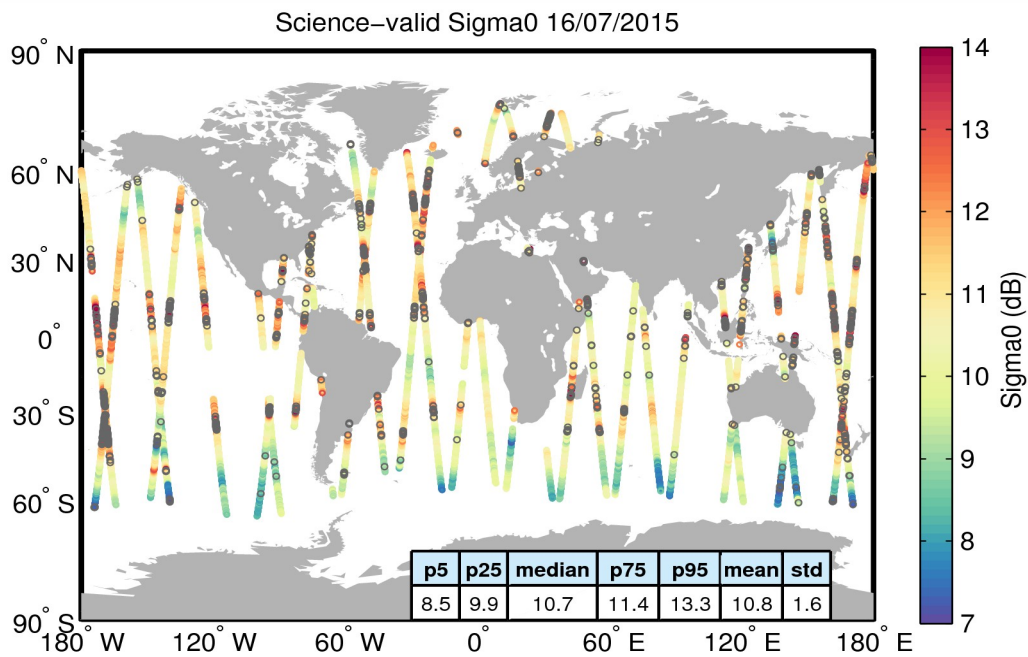 Science−valid Sigma0 16/07/2015
90° N
60° N
30° N
0°
30° S
60° S
90° S
180° W
120° W
60° W
0°
60° E
120° E
180° E
p5 p25 median p75 p95 mean std
8.5 9.9 10.7 11.4 13.3 10.8 1.6
14
13
12
11
10
9
8
7
Sigma0 (dB)